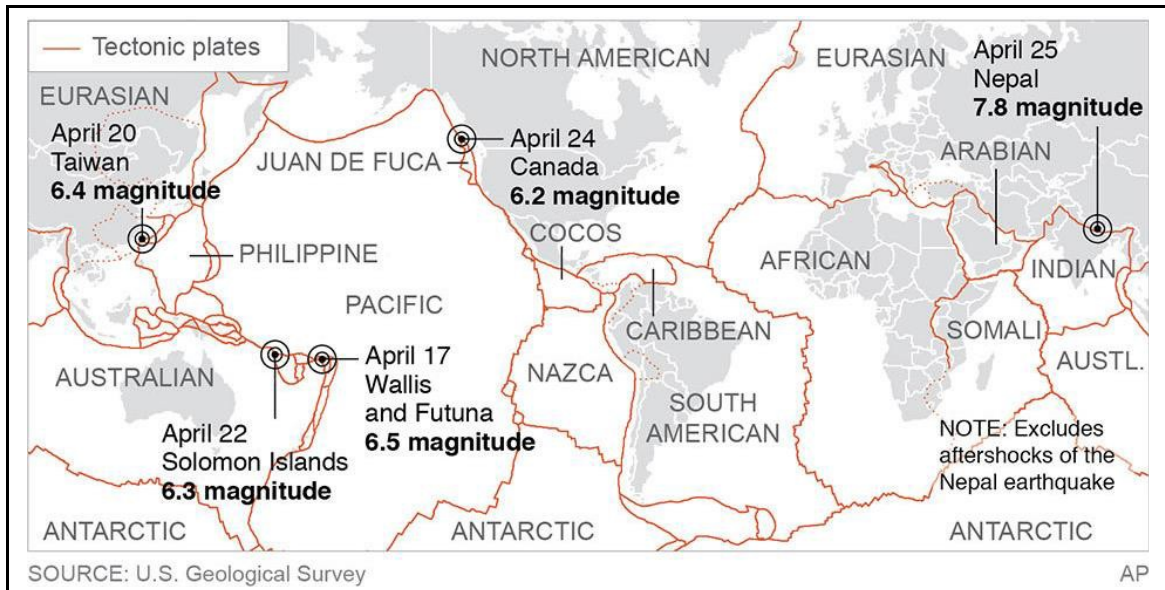 Tectonic plates
NORTH AMERICAN
EURASIAN
April 25
Nepal
7.8 magnitude
EURASIAN
April 20
Taiwan
6.4 magnitude
JUAN DE FUCA
April 24
Canada
6.2 magnitude
ARABIAN
COCOS
PHILIPPINE
AFRICAN
INDIAN
PACIFIC
CARIBBEAN
SOMALI
AUSTRALIAN
April 17
Wallis
and Futuna
6.5 magnitude
NAZCA
AUSTL.
SOUTH
AMERICAN
April 22
Solomon Islands
6.3 magnitude
NOTE: Excludes
aftershocks of the
Nepal earthquake
ANTARCTIC
ANTARCTIC
ANTARCTIC
SOURCE: U.S. Geological Survey
AP